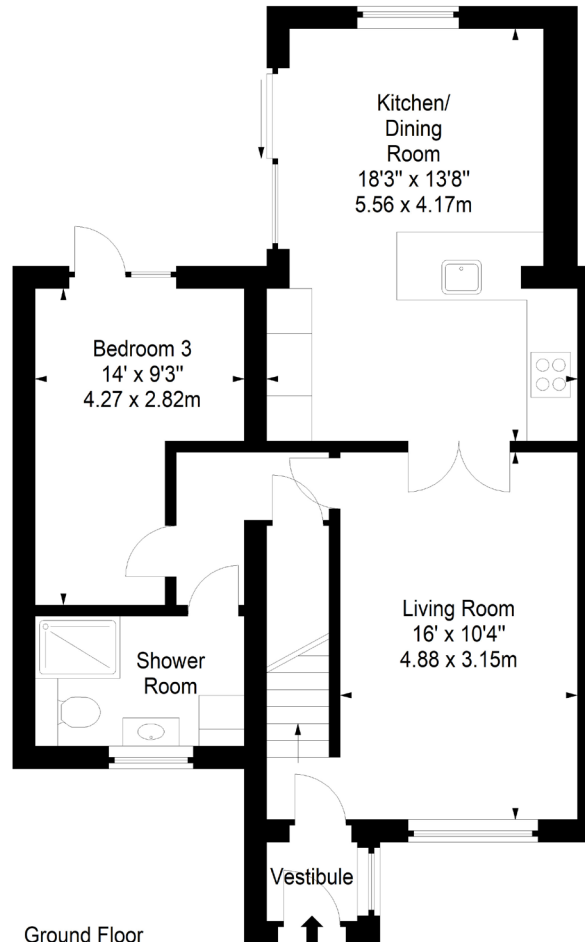 Kitchen/
Dining
Room
18'3" x 13'8"
5.56 x 4.17m
Bedroom 3
14' x 9'3"
4.27 x 2.82m
Living Room
16' x 10'4"
4.88 x 3.15m
Shower
Room
Vestibule
Ground Floor